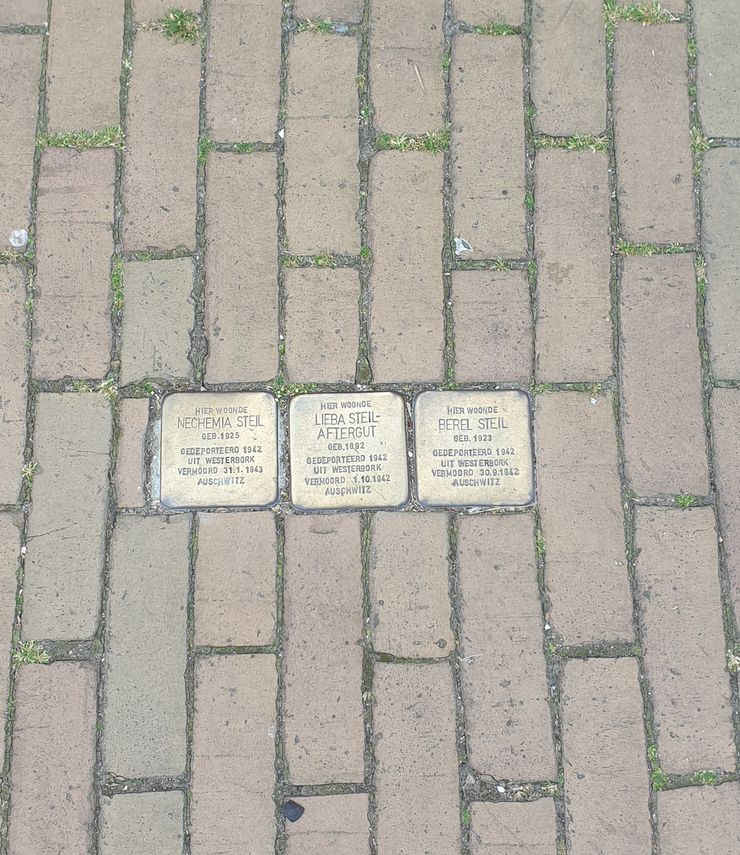 HIER WOONDE
NECHEMIA STEIL
GEB. 1925
GEDEPORTEERD 1942
UIT WESTERBORK
VERMOORD 31.1.1943
AUSCHWITZ
HIER WOONDE
LIEBA STEIL-
AFTERGUT
GEB. 1892
GEDEPORTEERD 1942
UIT WESTERBORK
VERMOORD 1.10.1942
AUSCHWITZ
HIER WOONDE
BEREL STEIL
GEB. 1923
GEDEPORTEERD 1942
UIT WESTERBORK
VERMOORD 30.9.1942
AUSCHWITZ